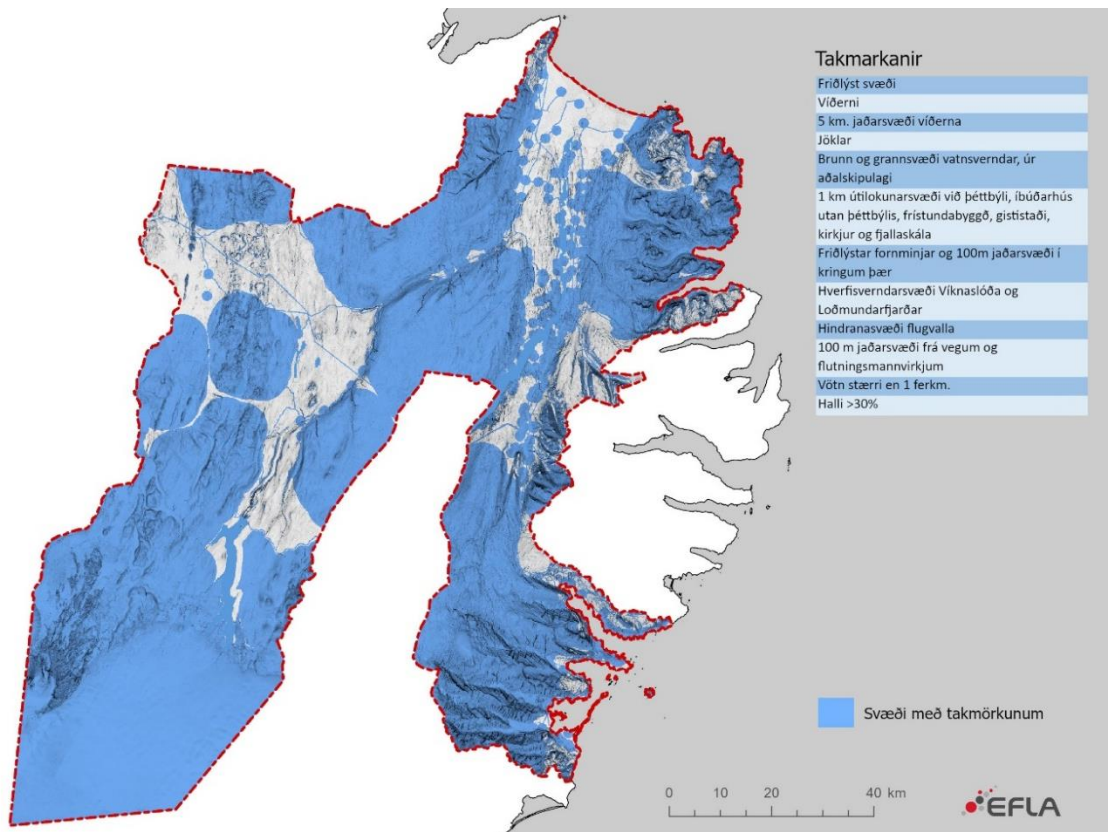 Takmarkanir
Friðlýst svæði
Víðerni
5 km. jaðarsvæði víðerna
Jöklar
Brunn og grannsvæði vatnsverndar, úr
aðalskipulagi
1 km útilokunarsvæði við þéttbýli, íbúðarhús
utan þéttbýlis, frístundabyggð, gististaði,
kirkjur og fjallaskála
Friðlýstar fornminjar og 100m jaðarsvæði í
kringum þær
Hverfisverndarsvæði Víknaslóða og
Loðmundarfjarðar
Hindranasvæði flugvalla
100 m jaðarsvæði frá vegum og
flutningsmannvirkjum
Vötn stærri en 1 ferkm.
Halli >30%
Svæði með takmörkunum
0 10 20 40 km
EFLA